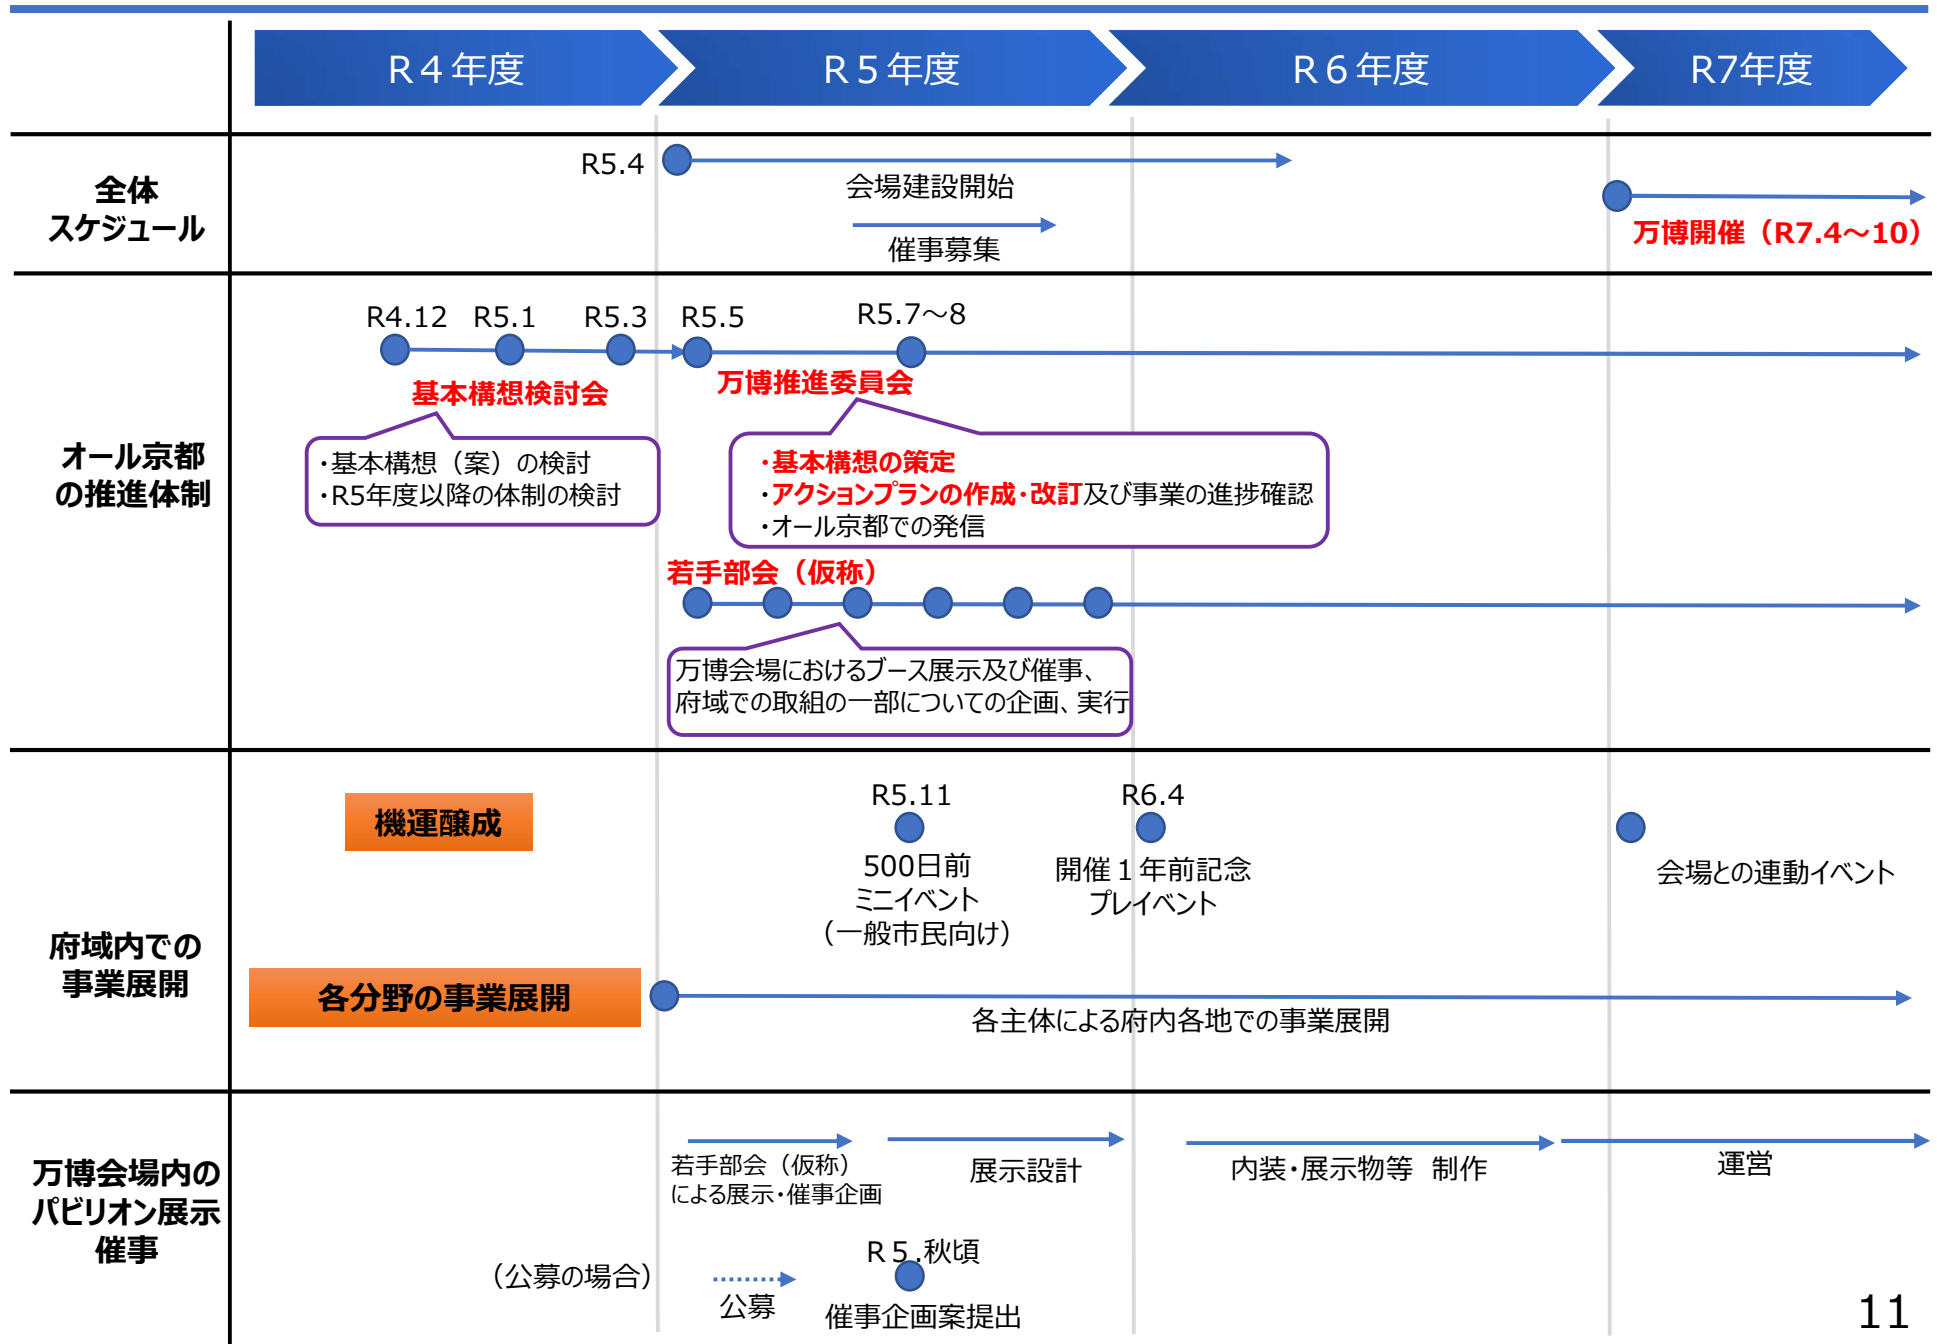 R４年度
R５年度
R６年度
R7年度
全体
スケジュール
R5.4
会場建設開始
催事募集
万博開催（R7.4～10）
オール京都
の推進体制
R4.12
R5.1
R5.3
R5.5
R5.7～8
基本構想検討会
万博推進委員会
・基本構想（案）の検討
・R5年度以降の体制の検討
・基本構想の策定
・アクションプランの作成・改訂及び事業の進捗確認
・オール京都での発信
若手部会（仮称）
万博会場におけるブース展示及び催事、
府域での取組の一部についての企画、実行
府域内での
事業展開
機運醸成
R5.11
500日前
ミニイベント
（一般市民向け）
R6.4
開催１年前記念
プレイベント
会場との連動イベント
各分野の事業展開
各主体による府内各地での事業展開
万博会場内の
パビリオン展示
催事
若手部会（仮称）
による展示・催事企画
展示設計
内装・展示物等　制作
運営
（公募の場合）
公募
R５.秋頃
催事企画案提出
11